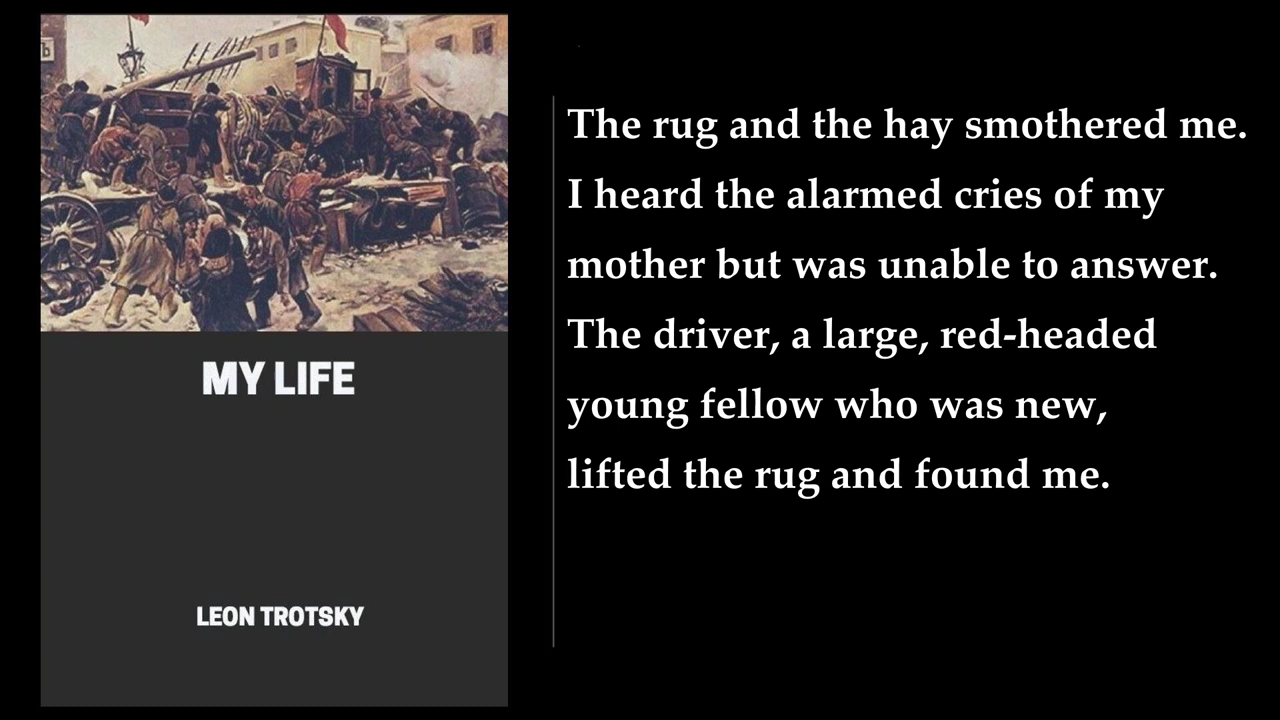 MY LIFE
LEON TROTSKY
The rug and the hay smothered me.
I heard the alarmed cries of my
mother but was unable to answer.
The driver, a large, red-headed
young fellow who was new,
lifted the rug and found me.